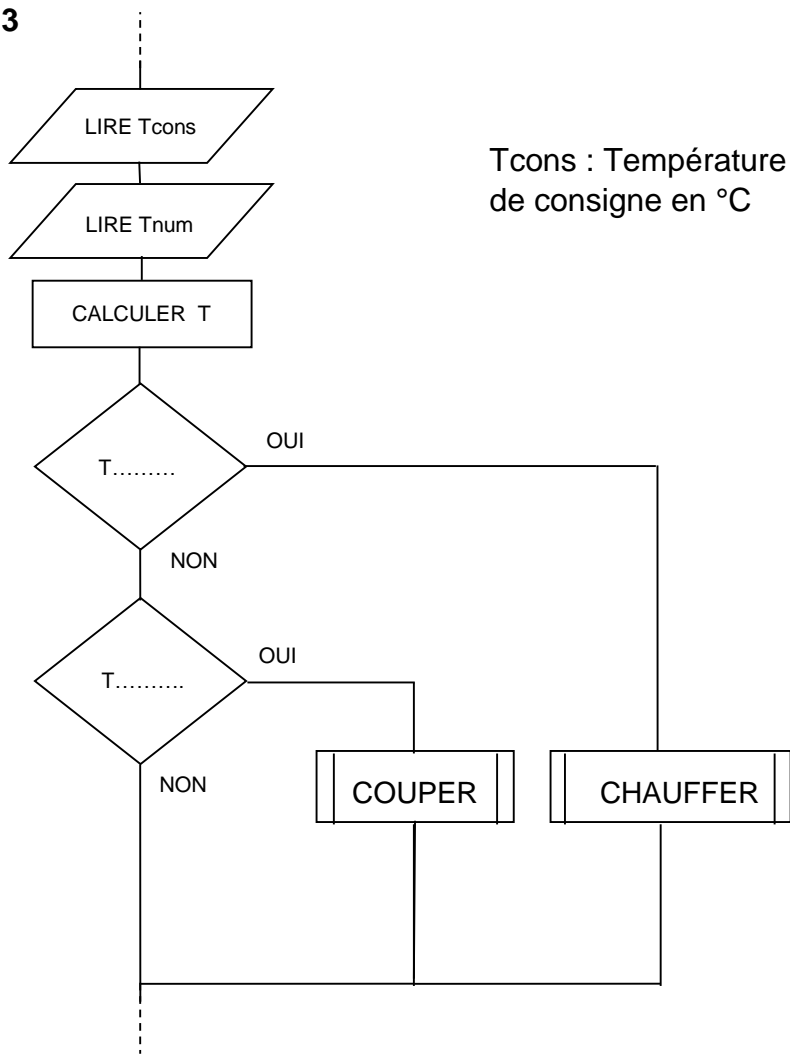 3
LIRE Tcons
Tcons : Température
de consigne en °C
LIRE Tnum
CALCULER T
OUI
T………
NON
OUI
T……….
NON
COUPER
CHAUFFER